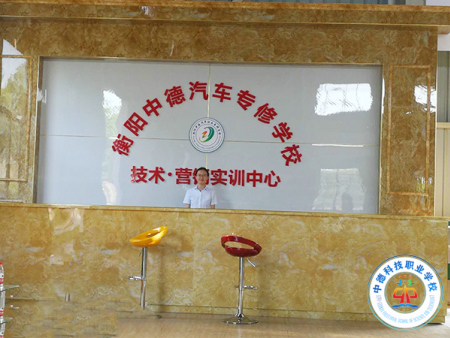 衡阳中德汽车专修学校
技术·营销实训中心
中德科技职业学校